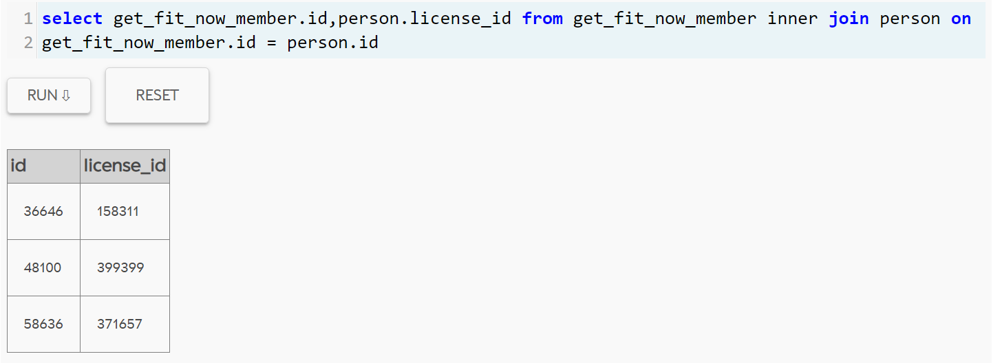 1 select get_fit_now_member.id,person.license_id from get_fit_now_member inner join person on
2 get_fit_now_member.id = person.id
RUN ⇩ RESET
id license_id
36646 158311
48100 399399
58636 371657